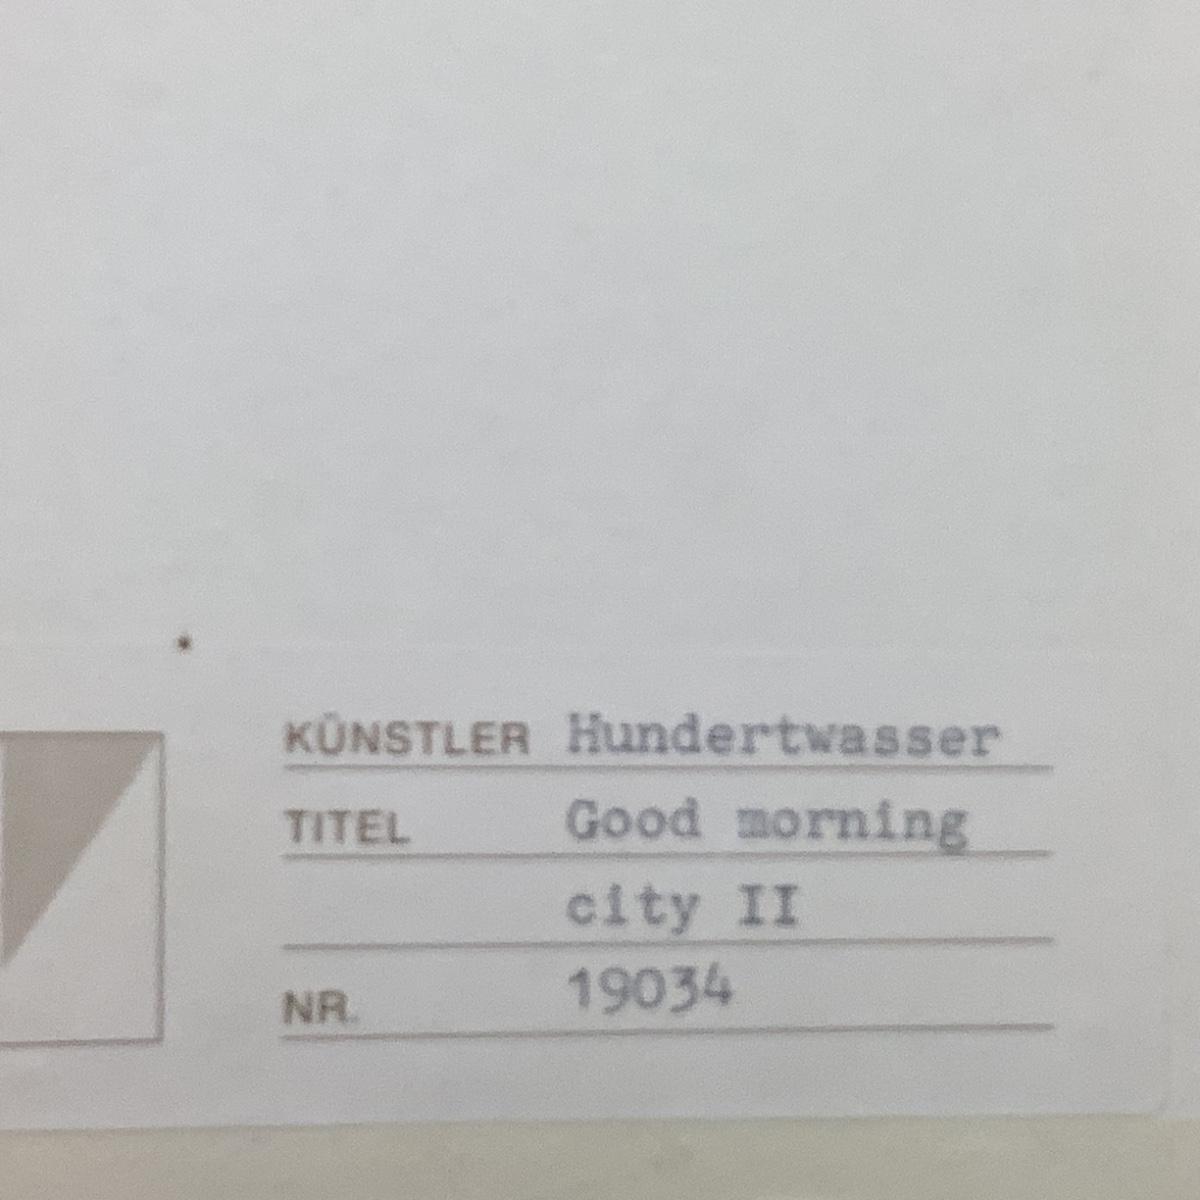 KÜNSTLER Hundertwasser
TITEL Good morning
city II
NR. 19034